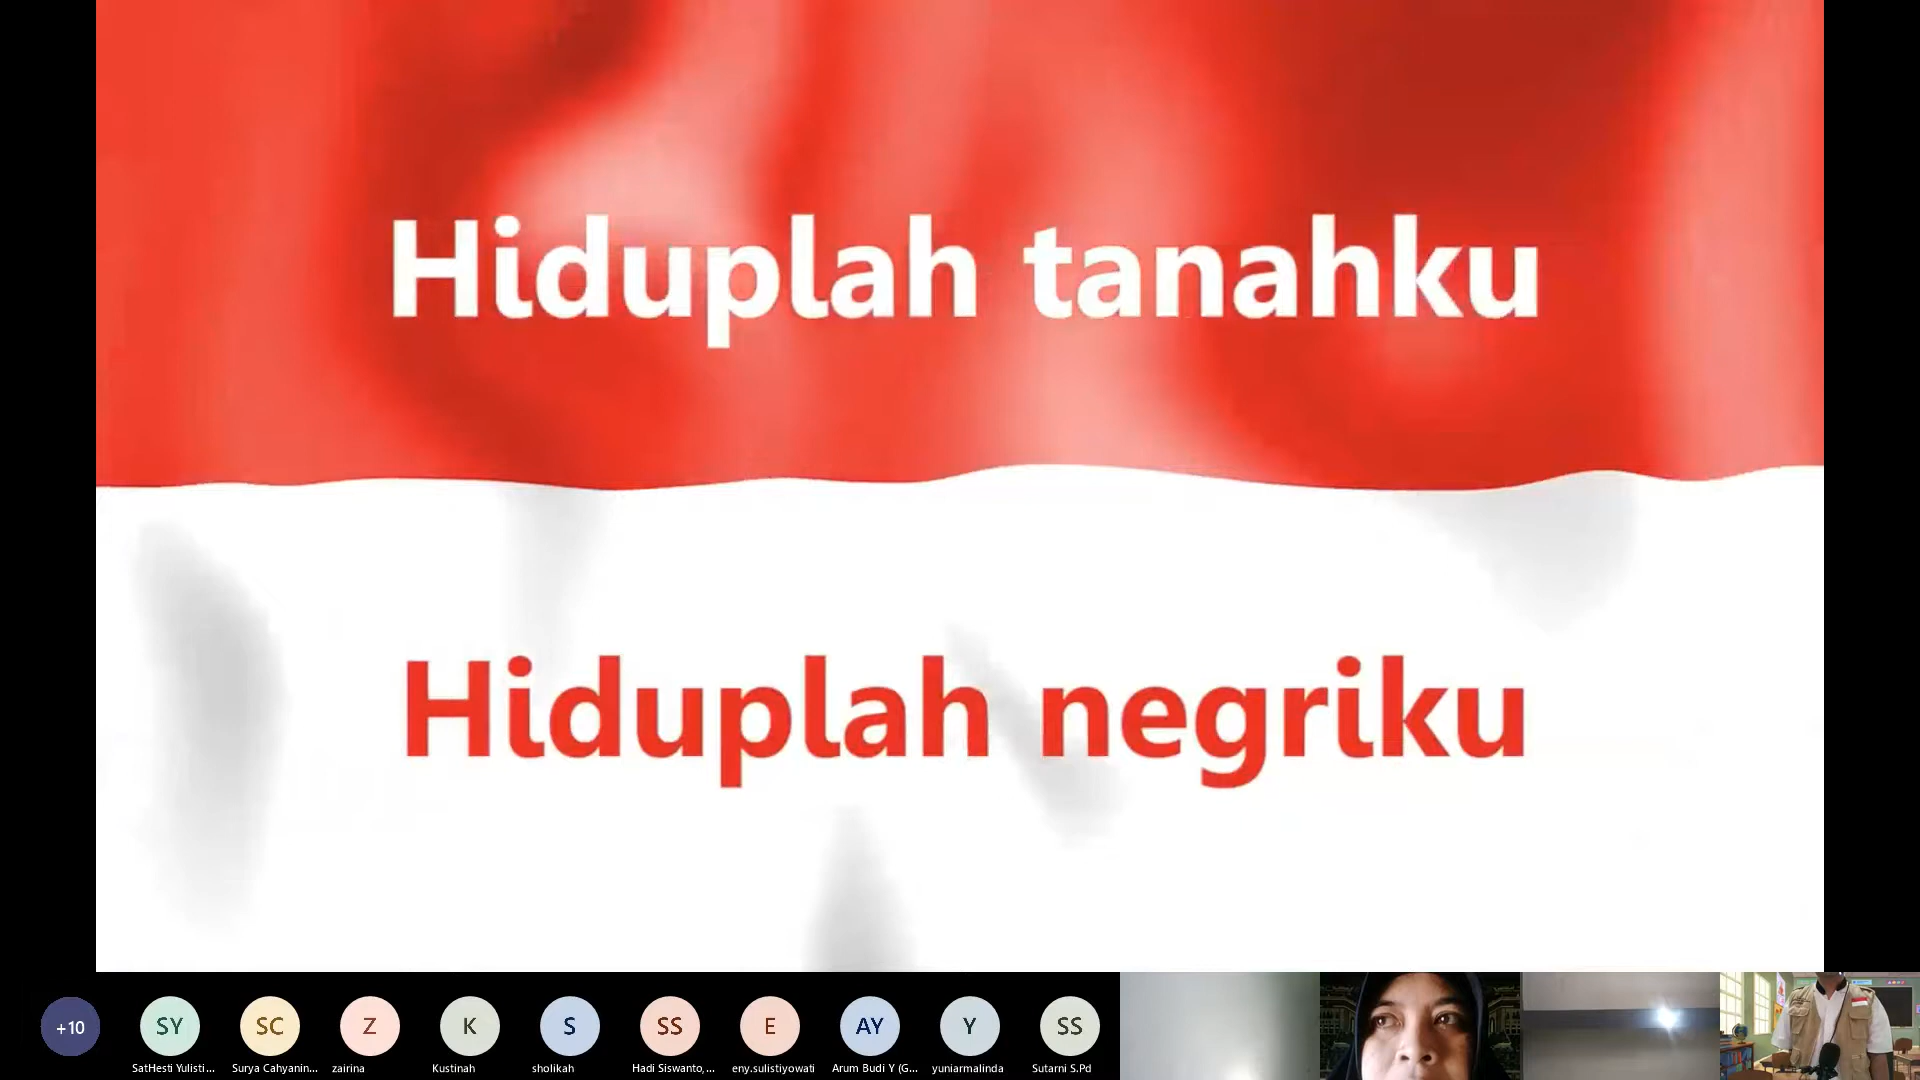 Hiduplah tanahku
Hiduplah negriku
+10
SY
SC
Z
K
S
SS
E
AY
Y
SS
SatHesti Yulisti...
Surya Cahyanin...
zairina
Kustinah
sholikah
Hadi Siswanto, ...
eny.sulistiyowati
Arum Budi Y (G...
yuniarmalinda
Sutarni S.Pd